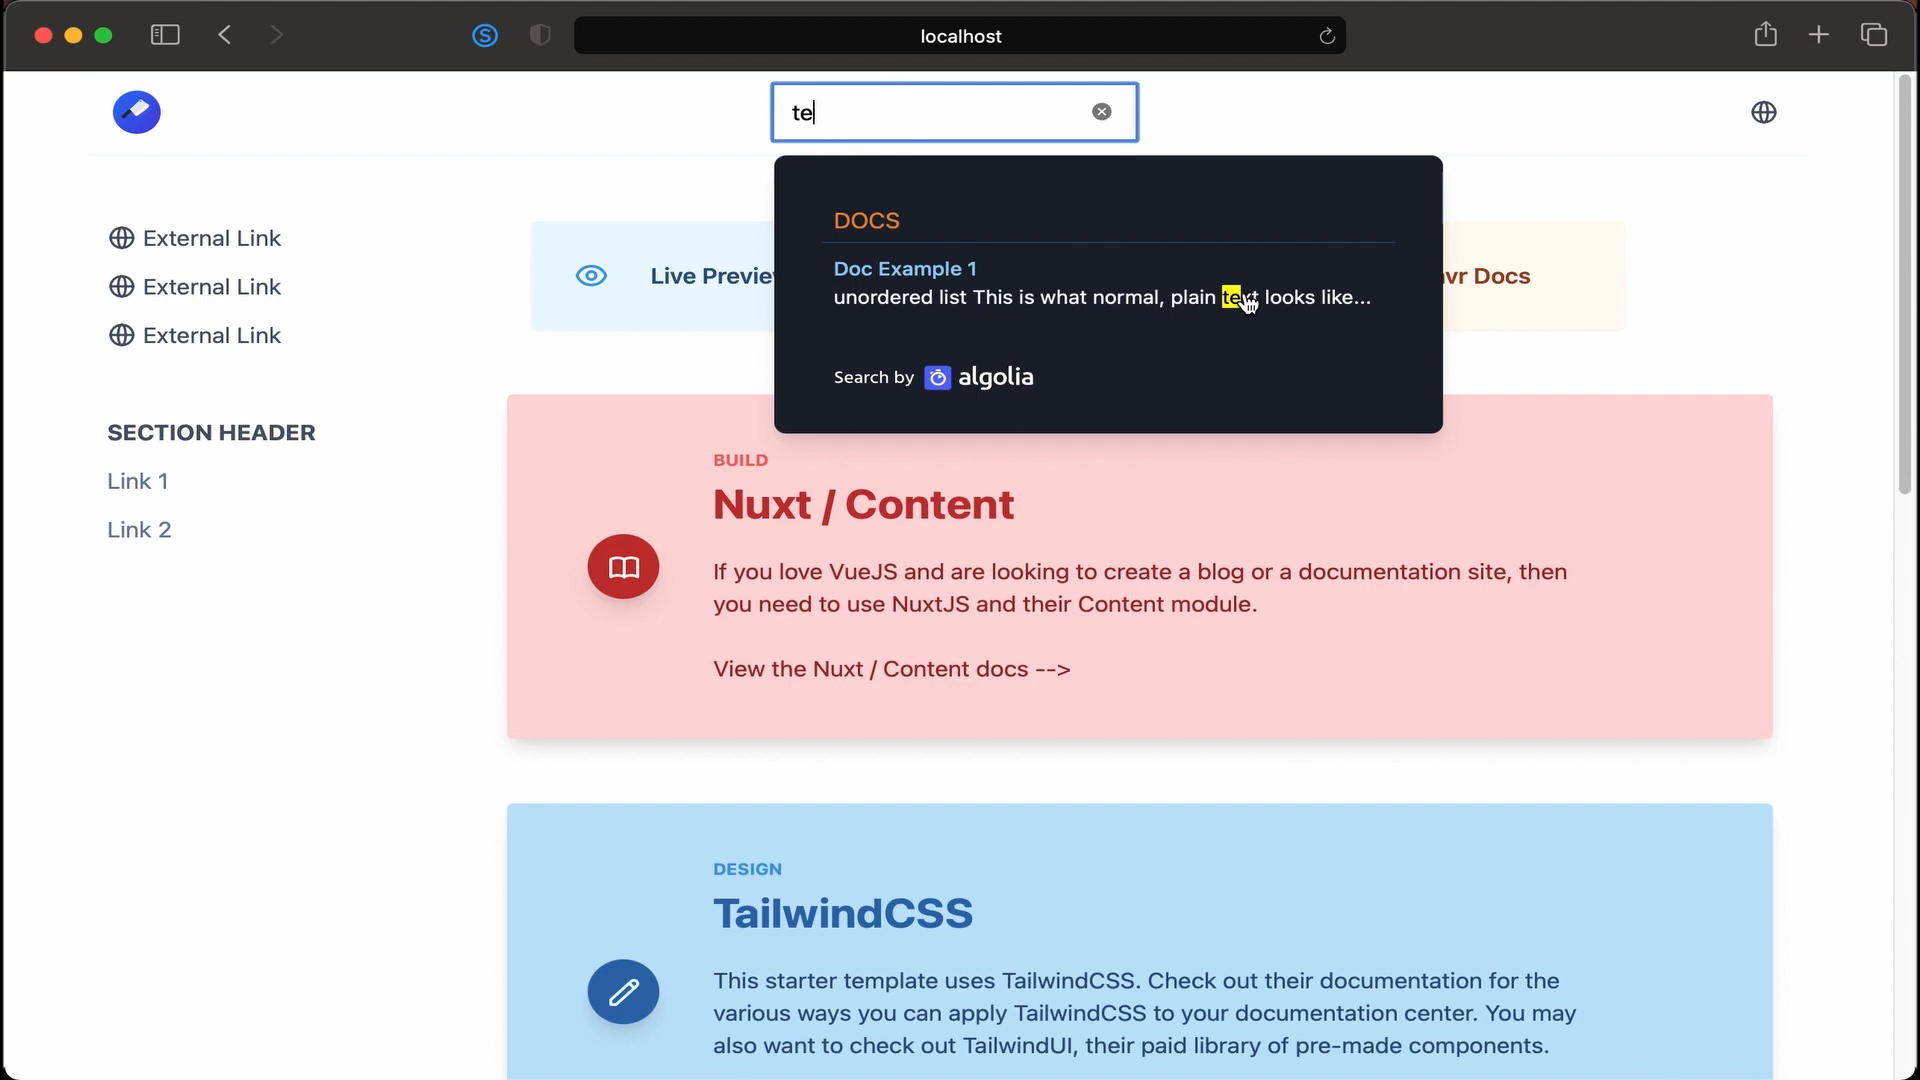 localhost
te
External Link
External Link
External Link
SECTION HEADER
Link 1
Link 2
DOCS
Doc Example 1
unordered list This is what normal, plain text looks like...
Search by algolia
Live Preview
vr Docs
BUILD
Nuxt / Content
If you love VueJS and are looking to create a blog or a documentation site, then
you need to use NuxtJS and their Content module.
View the Nuxt / Content docs -->
DESIGN
TailwindCSS
This starter template uses TailwindCSS. Check out their documentation for the
various ways you can apply TailwindCSS to your documentation center. You may
also want to check out TailwindUI, their paid library of pre-made components.